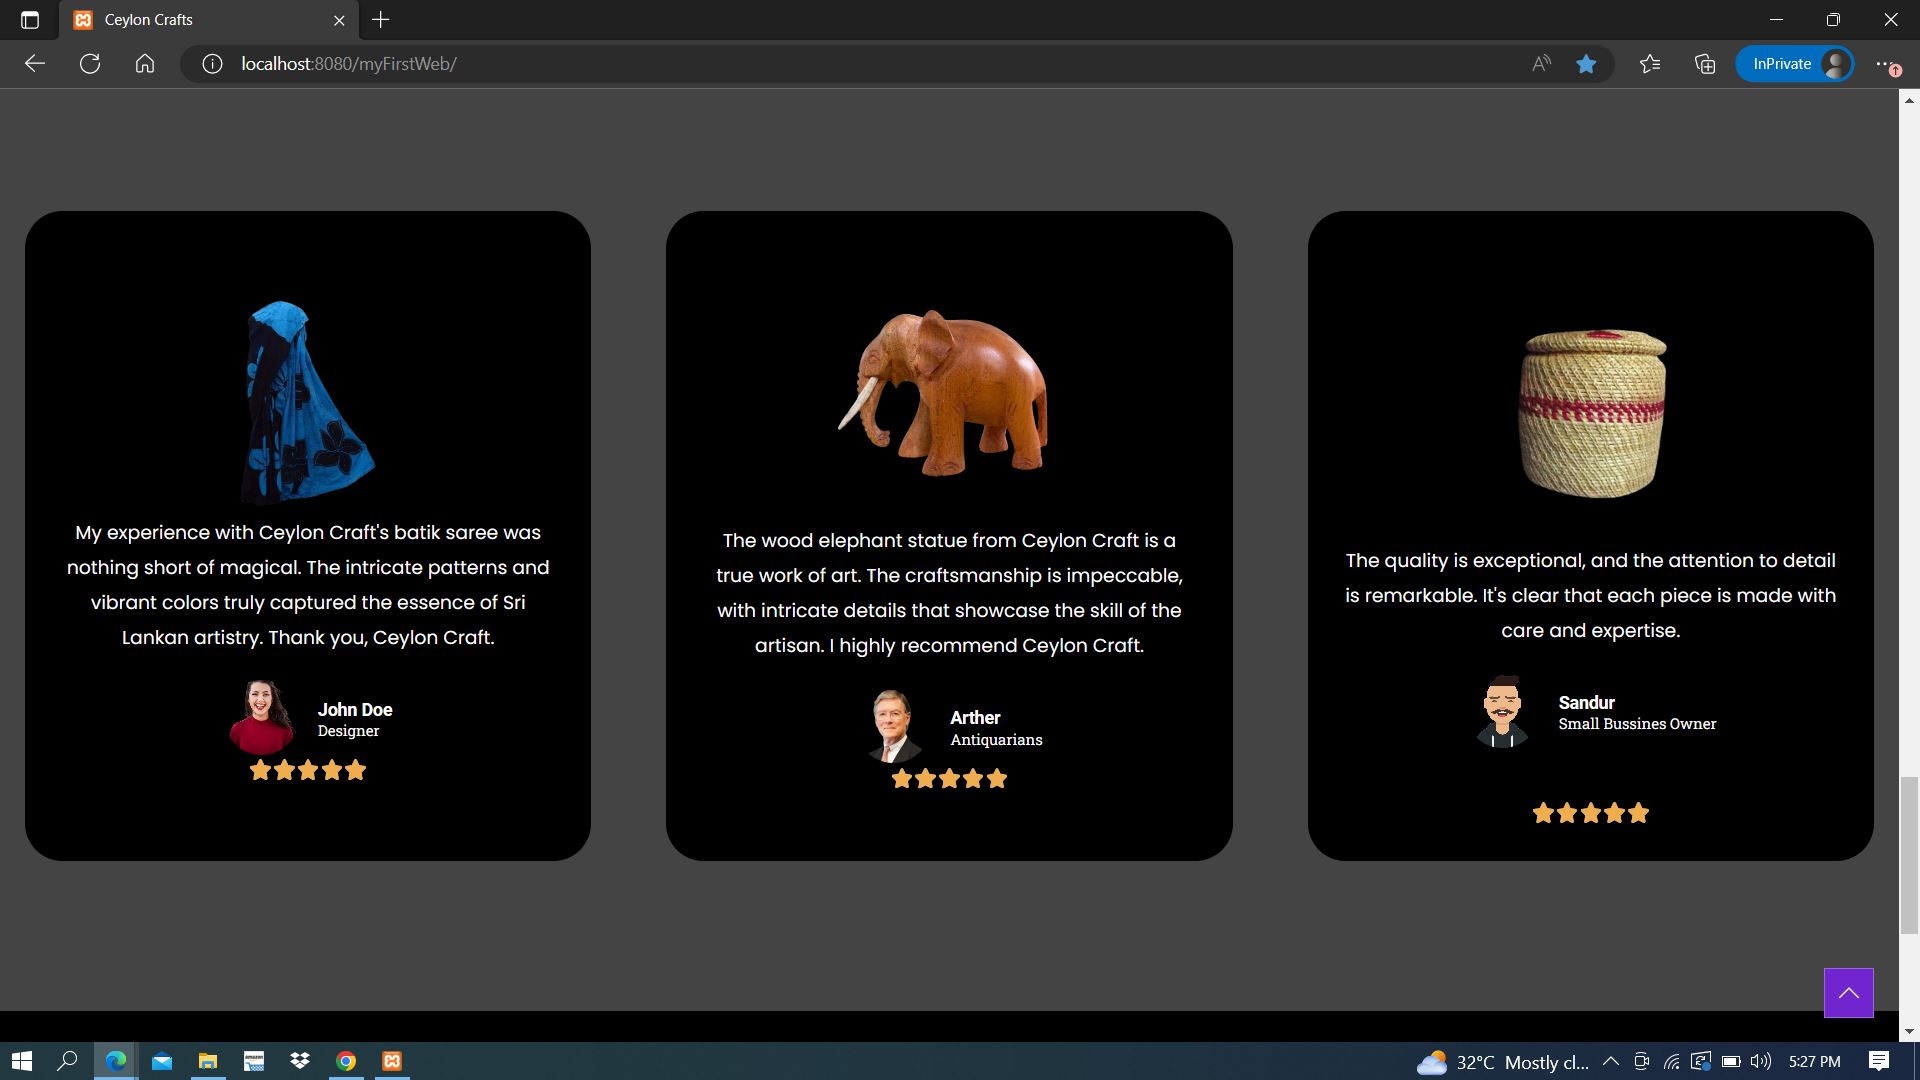 Ceylon Crafts
localhost:8080/myFirstWeb/
InPrivate
My experience with Ceylon Craft's batik saree was
nothing short of magical. The intricate patterns and
vibrant colors truly captured the essence of Sri
Lankan artistry. Thank you, Ceylon Craft.
John Doe
Designer
The wood elephant statue from Ceylon Craft is a
true work of art. The craftsmanship is impeccable,
with intricate details that showcase the skill of the
artisan. I highly recommend Ceylon Craft.
Arther
Antiquarians
The quality is exceptional, and the attention to detail
is remarkable. It's clear that each piece is made with
care and expertise.
Sandur
Small Bussines Owner
32°C Mostly cl...
5:27 PM